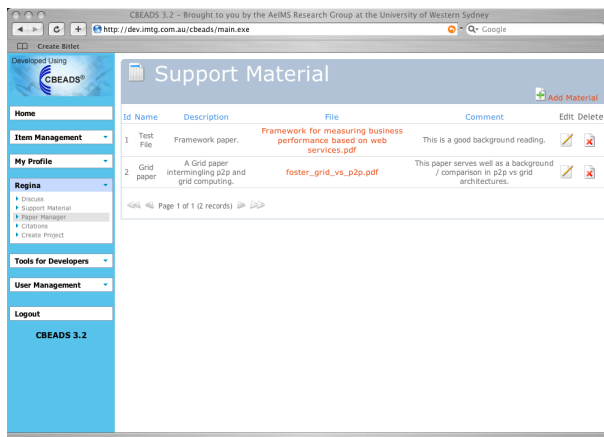 CBEADS 3.2 – Brought to you by the AeIMS Research Group at the University of Western Sydney
http://dev.imtg.com.au/cbeads/main.exe
Google
Create Bitlet
Developed Using
CBEADS®
Support Material
Add Material
Home
Item Management
My Profile
Regina
Discuss
Support Material
Paper Manager
Citations
Create Project
Tools for Developers
User Management
Logout
CBEADS 3.2
Id Name Description File Comment Edit Delete
1 Test File Framework paper. Framework for measuring business performance based on web services.pdf This is a good background reading.
2 Grid paper A Grid paper intermingling p2p and grid computing. foster_grid_vs_p2p.pdf This paper serves well as a background / comparison in p2p vs grid architectures.
Page 1 of 1 (2 records)